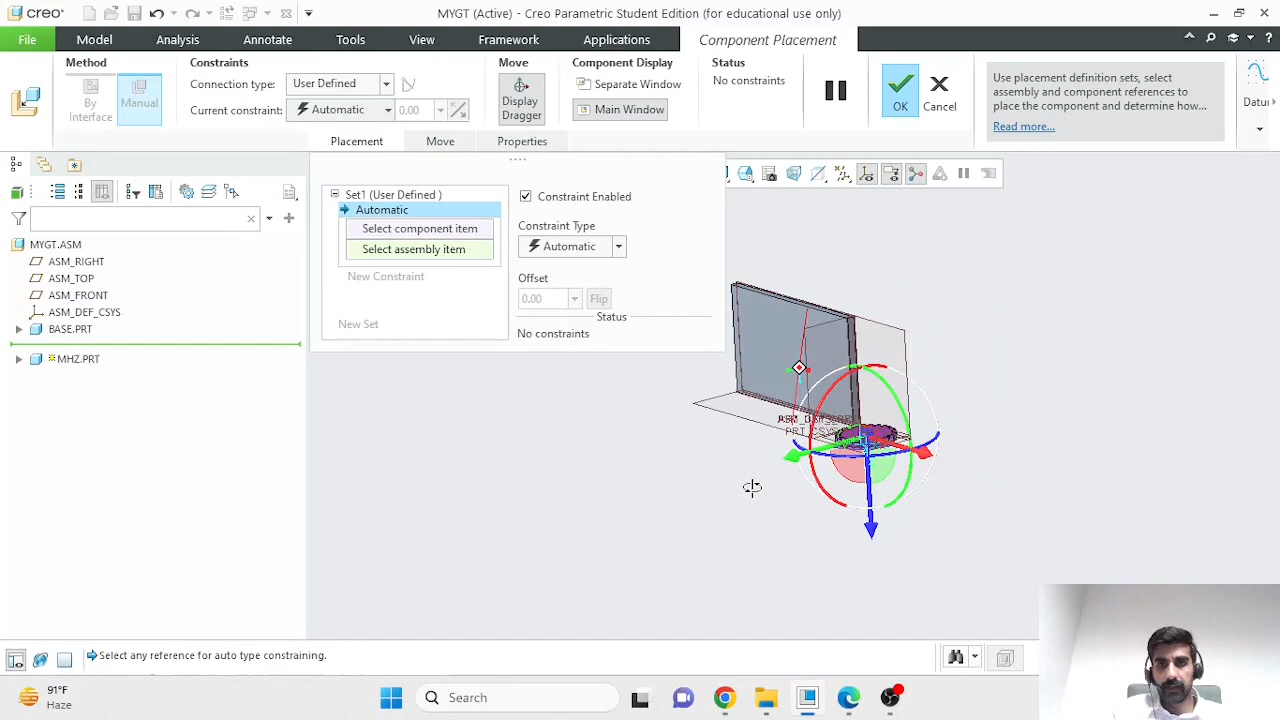 creo
MYGT (Active) - Creo Parametric Student Edition (for educational use only)
File Model Analysis Annotate Tools View Framework Applications Component Placement
Method Constraints Move Component Display Status
By Interface
Manual
Connection type: User Defined
Current constraint: Automatic 0.00
Display Dragger
Separate Window
Main Window
No constraints
OK
Cancel
Use placement definition sets, select
assembly and component references to
place the component and determine how...
Read more...
Datu
Placement Move Properties
Set1 (User Defined )
Automatic
Select component item
Select assembly item
New Constraint
New Set
Constraint Enabled
Constraint Type
Automatic
Offset
0.00 Flip
Status
No constraints
MYGT.ASM
ASM_RIGHT
ASM_TOP
ASM_FRONT
ASM_DEF_CSYS
BASE.PRT
MHZ.PRT
Select any reference for auto type constraining.
91°F
Haze
Search